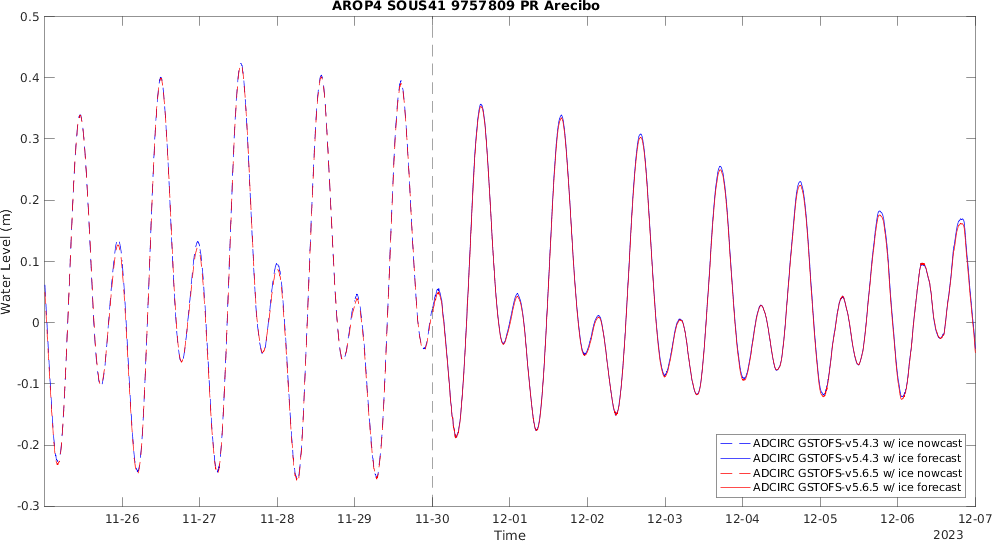 AROP4 SOUS41 9757809 PR Arecibo
0.5
0.4
0.3
0.2
0.1
0
-0.1
-0.2
-0.3
Water Level (m)
11-26 11-27 11-28 11-29 11-30 12-01 12-02 12-03 12-04 12-05 12-06 12-07
Time
2023
ADCIRC GSTOFS-v5.4.3 w/ ice nowcast
ADCIRC GSTOFS-v5.4.3 w/ ice forecast
ADCIRC GSTOFS-v5.6.5 w/ ice nowcast
ADCIRC GSTOFS-v5.6.5 w/ ice forecast